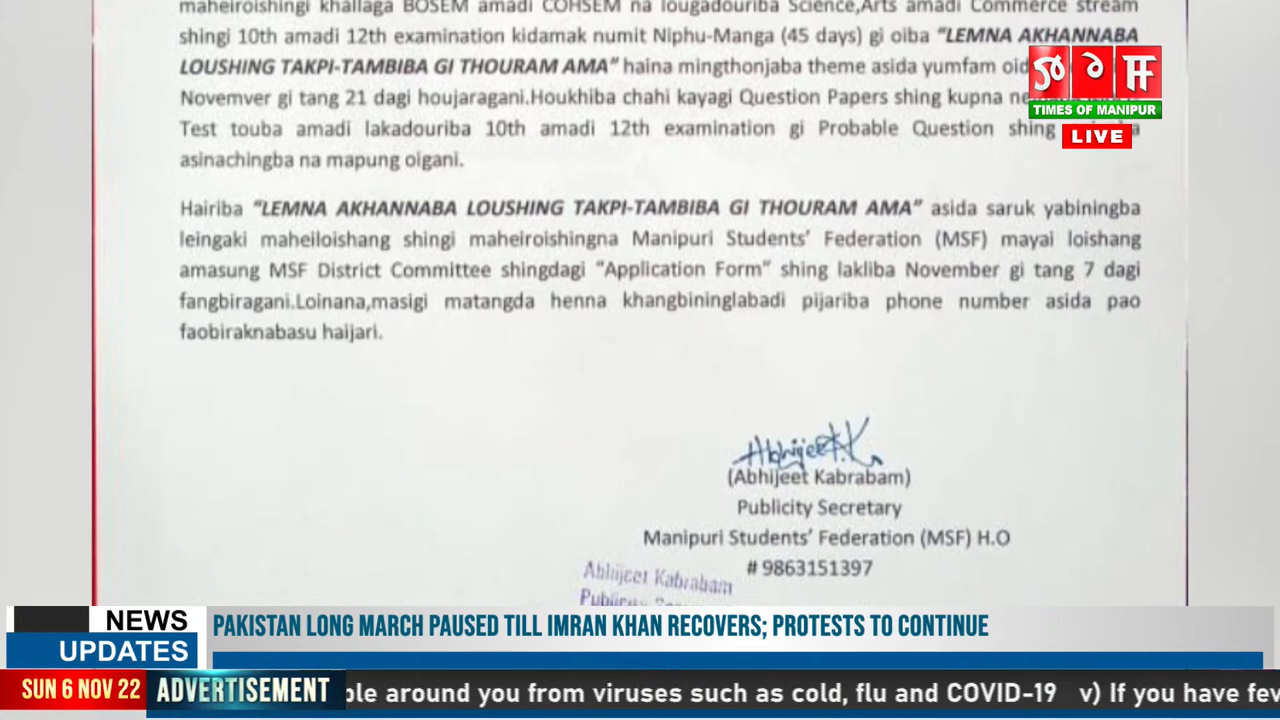 maheiroishingi khallaga BOSEM amadi COHSEM na lougadouriba Science,Arts amadi Commerce stream
shingi 10th amadi 12th examination kidamak numit Niphu-Manga (45 days) gi oiba “LEMNA AKHANNABA
LOUSHING TAKPI-TAMBIBA GI THOURAM AMA” haina mingthonjaba theme asida yumfam
Novemver gi tang 21 dagi houjaragani.Houkhiba chahi kayagi Question Papers shing kupna
Test touba amadi lakadouriba 10th amadi 12th examination gi Probable Question shing
asinachingba na mapung oigani.
Hairiba “LEMNA AKHANNABA LOUSHING TAKPI-TAMBIBA GI THOURAM AMA” asida saruk yabiningba
leingaki maheiloishang shingi maheiroishingna Manipuri Students’ Federation (MSF) mayai loishang
amasung MSF District Committee shingdagi “Application Form” shing lakliba November gi tang 7 dagi
fangbiragani.Loinana,masigi matangda henna khangbininglabadi pijariba phone number asida pao
faobiraknabasu haijari.
Abhijeet.K
(Abhijeet Kabrabam)
Publicity Secretary
Manipuri Students’ Federation (MSF) H.O
# 9863151397
Abhijeet Kabrabam
TIMES OF MANIPUR
LIVE
NEWS
UPDATES
PAKISTAN LONG MARCH PAUSED TILL IMRAN KHAN RECOVERS; PROTESTS TO CONTINUE
SUN 6 NOV 22
ADVERTISEMENT
around you from viruses such as cold, flu and COVID-19 v) If you have